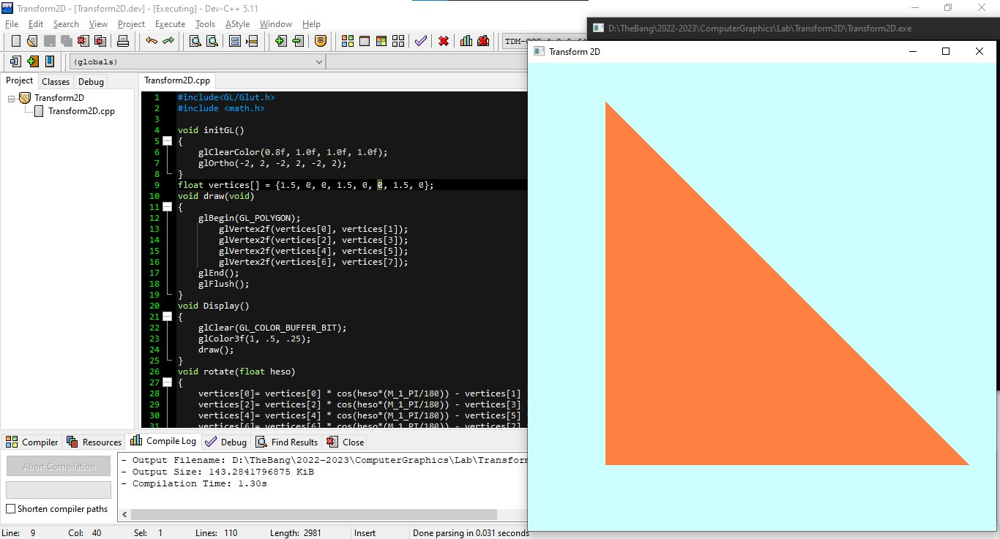 Transform2D - [Transform2D.dev] - [Executing] - Dev-C++ 5.11
File Edit Search View Project Execute Tools AStyle Window Help
(globals)
Project Classes Debug
Transform2D
Transform2D.cpp
Transform2D.cpp
1 #include<GL/Glut.h>
2 #include <math.h>
3
4 void initGL()
5 {
6 glClearColor(0.8f, 1.0f, 1.0f, 1.0f);
7 glOrtho(-2, 2, -2, 2, -2, 2);
8 }
9 float vertices[] = {1.5, 0, 0, 1.5, 0, 0, 1.5, 0};
10 void draw(void)
11 {
12 glBegin(GL_POLYGON);
13 glVertex2f(vertices[0], vertices[1]);
14 glVertex2f(vertices[2], vertices[3]);
15 glVertex2f(vertices[4], vertices[5]);
16 glVertex2f(vertices[6], vertices[7]);
17 glEnd();
18 glFlush();
19 }
20 void Display()
21 {
22 glClear(GL_COLOR_BUFFER_BIT);
23 glColor3f(1, .5, .25);
24 draw();
25 }
26 void rotate(float heso)
27 {
28 vertices[0]= vertices[0] * cos(heso*(M_1_PI/180)) - vertices[1]
29 vertices[2]= vertices[2] * cos(heso*(M_1_PI/180)) - vertices[3]
30 vertices[4]= vertices[4] * cos(heso*(M_1_PI/180)) - vertices[5]
31 vertices[6]= vertices[6] * cos(heso*(M_1_PI/180)) - vertices[7]
Compiler Resources Compile Log Debug Find Results Close
Abort Compilation
Shorten compiler paths
- Output Filename: D:\TheBang\2022-2023\ComputerGraphics\Lab\Transform
- Output Size: 143.2841796875 KiB
- Compilation Time: 1.30s
Line: 9 Col: 40 Sel: 1 Lines: 110 Length: 2981 Insert Done parsing in 0.031 seconds
D:\TheBang\2022-2023\ComputerGraphics\Lab\Transform2D\Transform2D.exe
Transform 2D